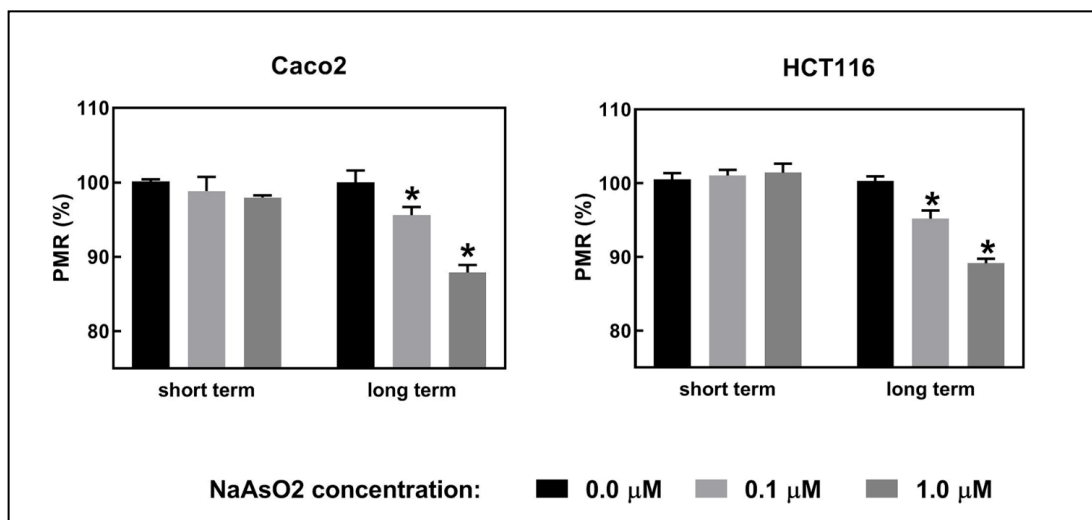 Caco2
110
100
90
80
PMR (%)
*
*
short term
long term
HCT116
110
100
90
80
PMR (%)
*
*
short term
long term
NaAsO2 concentration: 0.0 μM 0.1 μM 1.0 μM